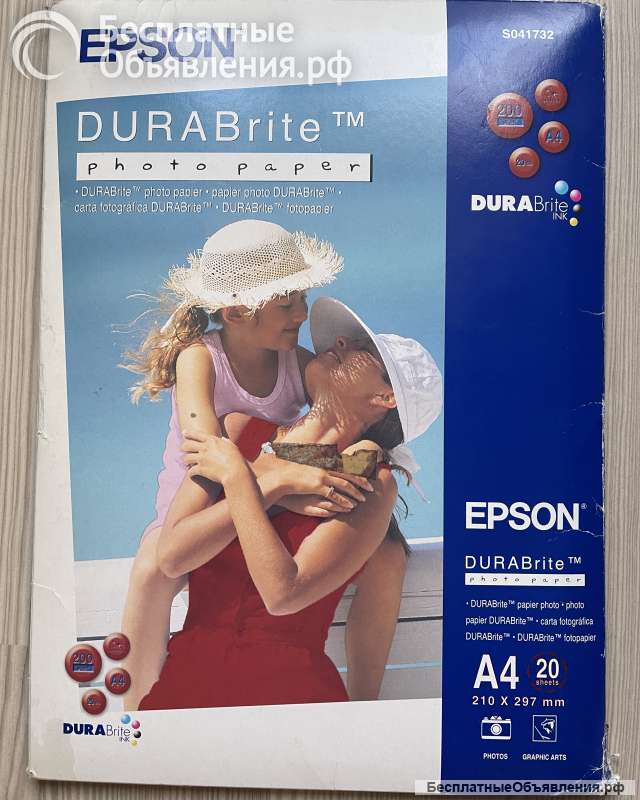 Бесплатные
Объявления.рф
EPSON
S041732
200
A4
DURABrite™
photo paper
• DURABrite™ photo papier • papier photo DURABrite™ •
carta fotográfica DURABrite™ • DURABrite™ fotopapier
DURABrite
INK
EPSON®
DURABrite™
photo paper
• DURABrite™ papier photo • photo
papier DURABrite™ • carta fotográfica
DURABrite™ • DURABrite™ fotopapier
A4 20
sheets
210 X 297 mm
PHOTOS GRAPHIC ARTS
200
A4
DURABrite
INK
БесплатныеОбъявления.рф